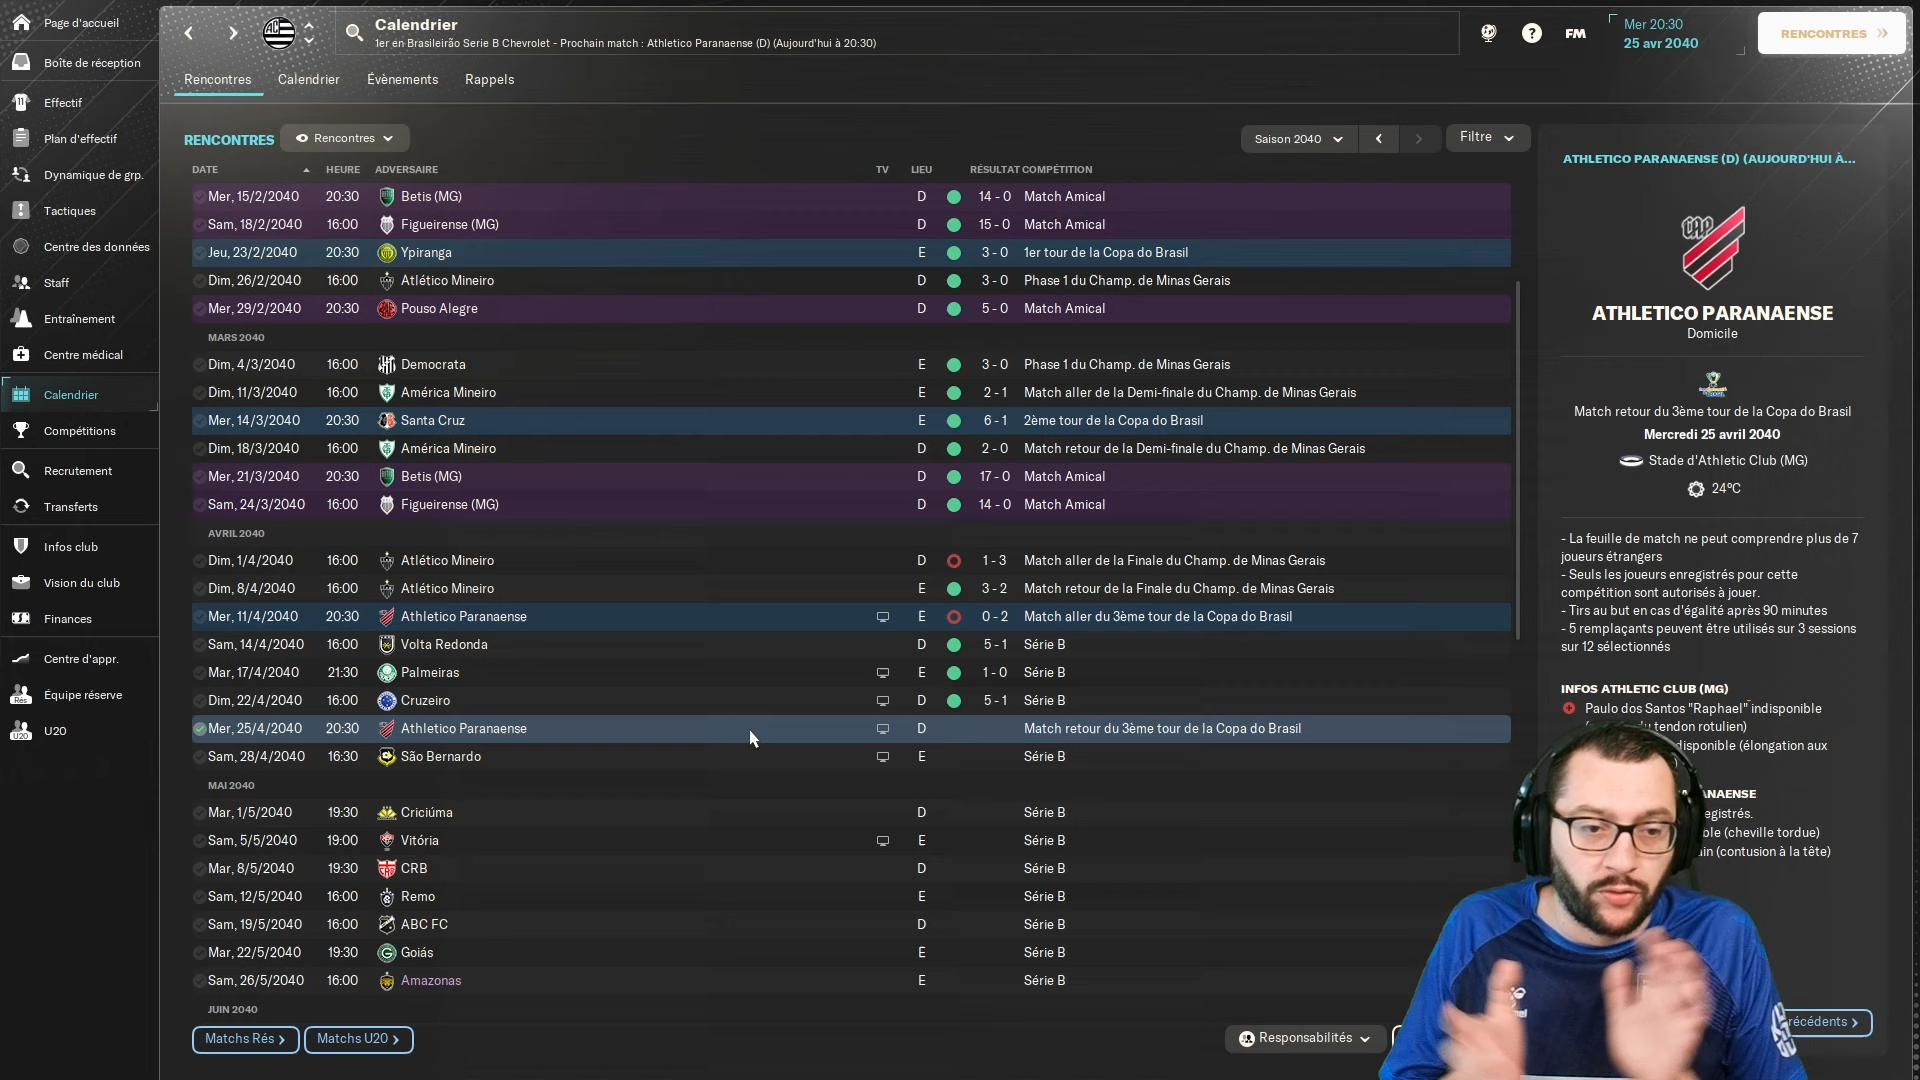 Page d'accueil
Boîte de réception
Effectif
Plan d'effectif
Dynamique de grp.
Tactiques
Centre des données
Staff
Entraînement
Centre médical
Calendrier
Compétitions
Recrutement
Transferts
Infos club
Vision du club
Finances
Centre d'appr.
Équipe réserve
U20
Calendrier
1er en Brasileirão Serie B Chevrolet - Prochain match : Athletico Paranaense (D) (Aujourd'hui à 20:30)
FM
Mer 20:30
25 avr 2040
RENCONTRES
Rencontres Calendrier Évènements Rappels
RENCONTRES Rencontres
Saison 2040 Filtre
DATE HEURE ADVERSAIRE TV LIEU RÉSULTAT COMPÉTITION
Mer, 15/2/2040 20:30 Betis (MG) D 14 - 0 Match Amical
Sam, 18/2/2040 16:00 Figueirense (MG) D 15 - 0 Match Amical
Jeu, 23/2/2040 20:30 Ypiranga E 3 - 0 1er tour de la Copa do Brasil
Dim, 26/2/2040 16:00 Atlético Mineiro D 3 - 0 Phase 1 du Champ. de Minas Gerais
Mer, 29/2/2040 20:30 Pouso Alegre D 5 - 0 Match Amical
MARS 2040
Dim, 4/3/2040 16:00 Democrata E 3 - 0 Phase 1 du Champ. de Minas Gerais
Dim, 11/3/2040 16:00 América Mineiro E 2 - 1 Match aller de la Demi-finale du Champ. de Minas Gerais
Mer, 14/3/2040 20:30 Santa Cruz E 6 - 1 2ème tour de la Copa do Brasil
Dim, 18/3/2040 16:00 América Mineiro D 2 - 0 Match retour de la Demi-finale du Champ. de Minas Gerais
Mer, 21/3/2040 20:30 Betis (MG) D 17 - 0 Match Amical
Sam, 24/3/2040 16:00 Figueirense (MG) D 14 - 0 Match Amical
AVRIL 2040
Dim, 1/4/2040 16:00 Atlético Mineiro D 1 - 3 Match aller de la Finale du Champ. de Minas Gerais
Dim, 8/4/2040 16:00 Atlético Mineiro E 3 - 2 Match retour de la Finale du Champ. de Minas Gerais
Mer, 11/4/2040 20:30 Athletico Paranaense E 0 - 2 Match aller du 3ème tour de la Copa do Brasil
Sam, 14/4/2040 16:00 Volta Redonda D 5 - 1 Série B
Mar, 17/4/2040 21:30 Palmeiras E 1 - 0 Série B
Dim, 22/4/2040 16:00 Cruzeiro D 5 - 1 Série B
Mer, 25/4/2040 20:30 Athletico Paranaense D Match retour du 3ème tour de la Copa do Brasil
Sam, 28/4/2040 16:30 São Bernardo E Série B
MAI 2040
Mar, 1/5/2040 19:30 Criciúma D Série B
Sam, 5/5/2040 19:00 Vitória E Série B
Mar, 8/5/2040 19:30 CRB D Série B
Sam, 12/5/2040 16:00 Remo E Série B
Sam, 19/5/2040 16:00 ABC FC D Série B
Mar, 22/5/2040 19:30 Goiás E Série B
Sam, 26/5/2040 16:00 Amazonas E Série B
JUIN 2040
Matchs Rés Matchs U20
Responsabilités
ATHLETICO PARANAENSE (D) (AUJOURD'HUI À...
CAP
ATHLETICO PARANAENSE
Domicile
Match retour du 3ème tour de la Copa do Brasil
Mercredi 25 avril 2040
Stade d'Athletic Club (MG)
24°C
- La feuille de match ne peut comprendre plus de 7
joueurs étrangers
- Seuls les joueurs enregistrés pour cette
compétition sont autorisés à jouer.
- Tirs au but en cas d'égalité après 90 minutes
- 5 remplaçants peuvent être utilisés sur 3 sessions
sur 12 sélectionnés
INFOS ATHLETIC CLUB (MG)
Paulo dos Santos "Raphael" indisponible
tendon rotulien)
(élongation aux
(cheville tordue)
(contusion à la tête)